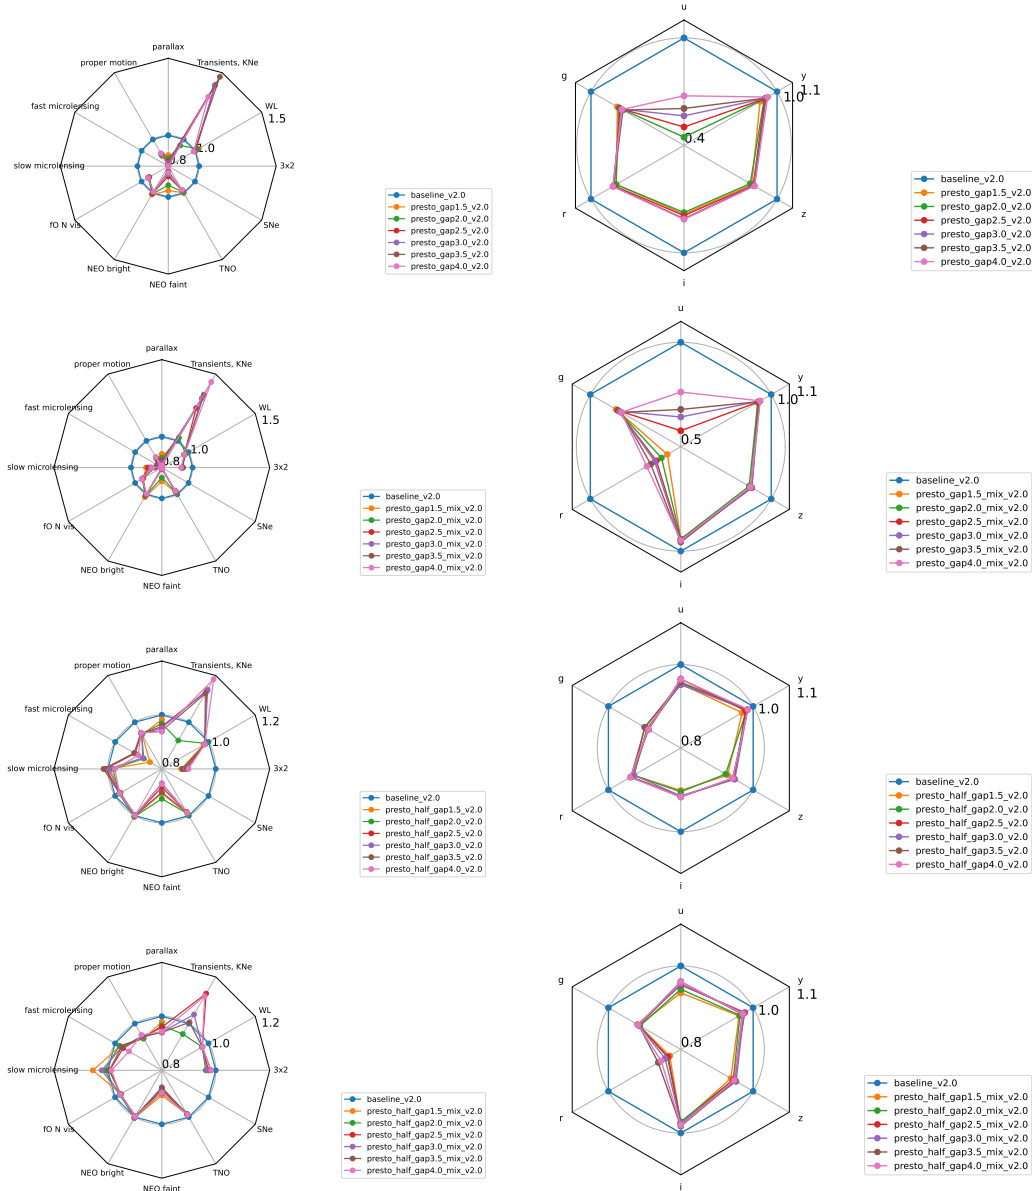 parallax
proper motion
Transients, KNe
fast microlensing
WL
1.5
1.0
0.8
slow microlensing
3x2
fO N vis
SNe
NEO bright
TNO
NEO faint
baseline_v2.0
presto_gap1.5_v2.0
presto_gap2.0_v2.0
presto_gap2.5_v2.0
presto_gap3.0_v2.0
presto_gap3.5_v2.0
presto_gap4.0_v2.0
u
g
y
1.1
1.0
0.4
r
z
i
baseline_v2.0
presto_gap1.5_v2.0
presto_gap2.0_v2.0
presto_gap2.5_v2.0
presto_gap3.0_v2.0
presto_gap3.5_v2.0
presto_gap4.0_v2.0
parallax
proper motion
Transients, KNe
fast microlensing
WL
1.5
1.0
0.8
slow microlensing
3x2
fO N vis
SNe
NEO bright
TNO
NEO faint
baseline_v2.0
presto_gap1.5_mix_v2.0
presto_gap2.0_mix_v2.0
presto_gap2.5_mix_v2.0
presto_gap3.0_mix_v2.0
presto_gap3.5_mix_v2.0
presto_gap4.0_mix_v2.0
u
g
y
1.1
1.0
0.5
r
z
i
baseline_v2.0
presto_gap1.5_mix_v2.0
presto_gap2.0_mix_v2.0
presto_gap2.5_mix_v2.0
presto_gap3.0_mix_v2.0
presto_gap3.5_mix_v2.0
presto_gap4.0_mix_v2.0
parallax
proper motion
Transients, KNe
fast microlensing
WL
1.2
1.0
0.8
slow microlensing
3x2
fO N vis
SNe
NEO bright
TNO
NEO faint
baseline_v2.0
presto_half_gap1.5_v2.0
presto_half_gap2.0_v2.0
presto_half_gap2.5_v2.0
presto_half_gap3.0_v2.0
presto_half_gap3.5_v2.0
presto_half_gap4.0_v2.0
u
g
y
1.1
1.0
0.8
r
z
i
baseline_v2.0
presto_half_gap1.5_v2.0
presto_half_gap2.0_v2.0
presto_half_gap2.5_v2.0
presto_half_gap3.0_v2.0
presto_half_gap3.5_v2.0
presto_half_gap4.0_v2.0
parallax
proper motion
Transients, KNe
fast microlensing
WL
1.2
1.0
0.8
slow microlensing
3x2
fO N vis
SNe
NEO bright
TNO
NEO faint
baseline_v2.0
presto_half_gap1.5_mix_v2.0
presto_half_gap2.0_mix_v2.0
presto_half_gap2.5_mix_v2.0
presto_half_gap3.0_mix_v2.0
presto_half_gap3.5_mix_v2.0
presto_half_gap4.0_mix_v2.0
u
g
y
1.1
1.0
0.8
r
z
i
baseline_v2.0
presto_half_gap1.5_mix_v2.0
presto_half_gap2.0_mix_v2.0
presto_half_gap2.5_mix_v2.0
presto_half_gap3.0_mix_v2.0
presto_half_gap3.5_mix_v2.0
presto_half_gap4.0_mix_v2.0